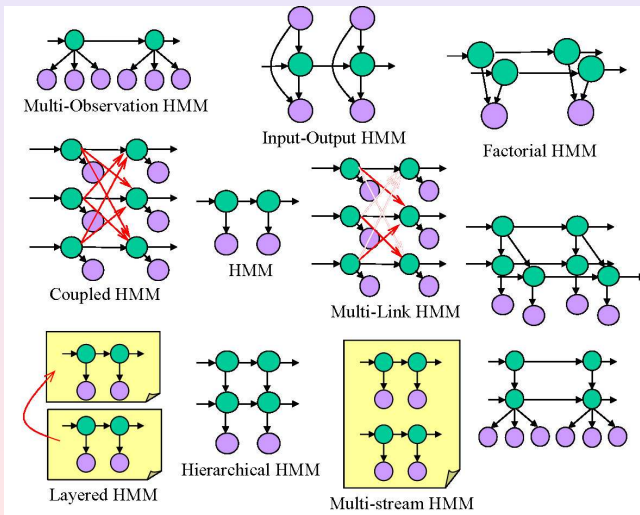 Multi-Observation HMM
Input-Output HMM
Factorial HMM
Coupled HMM
HMM
Multi-Link HMM
Layered HMM
Hierarchical HMM
Multi-stream HMM